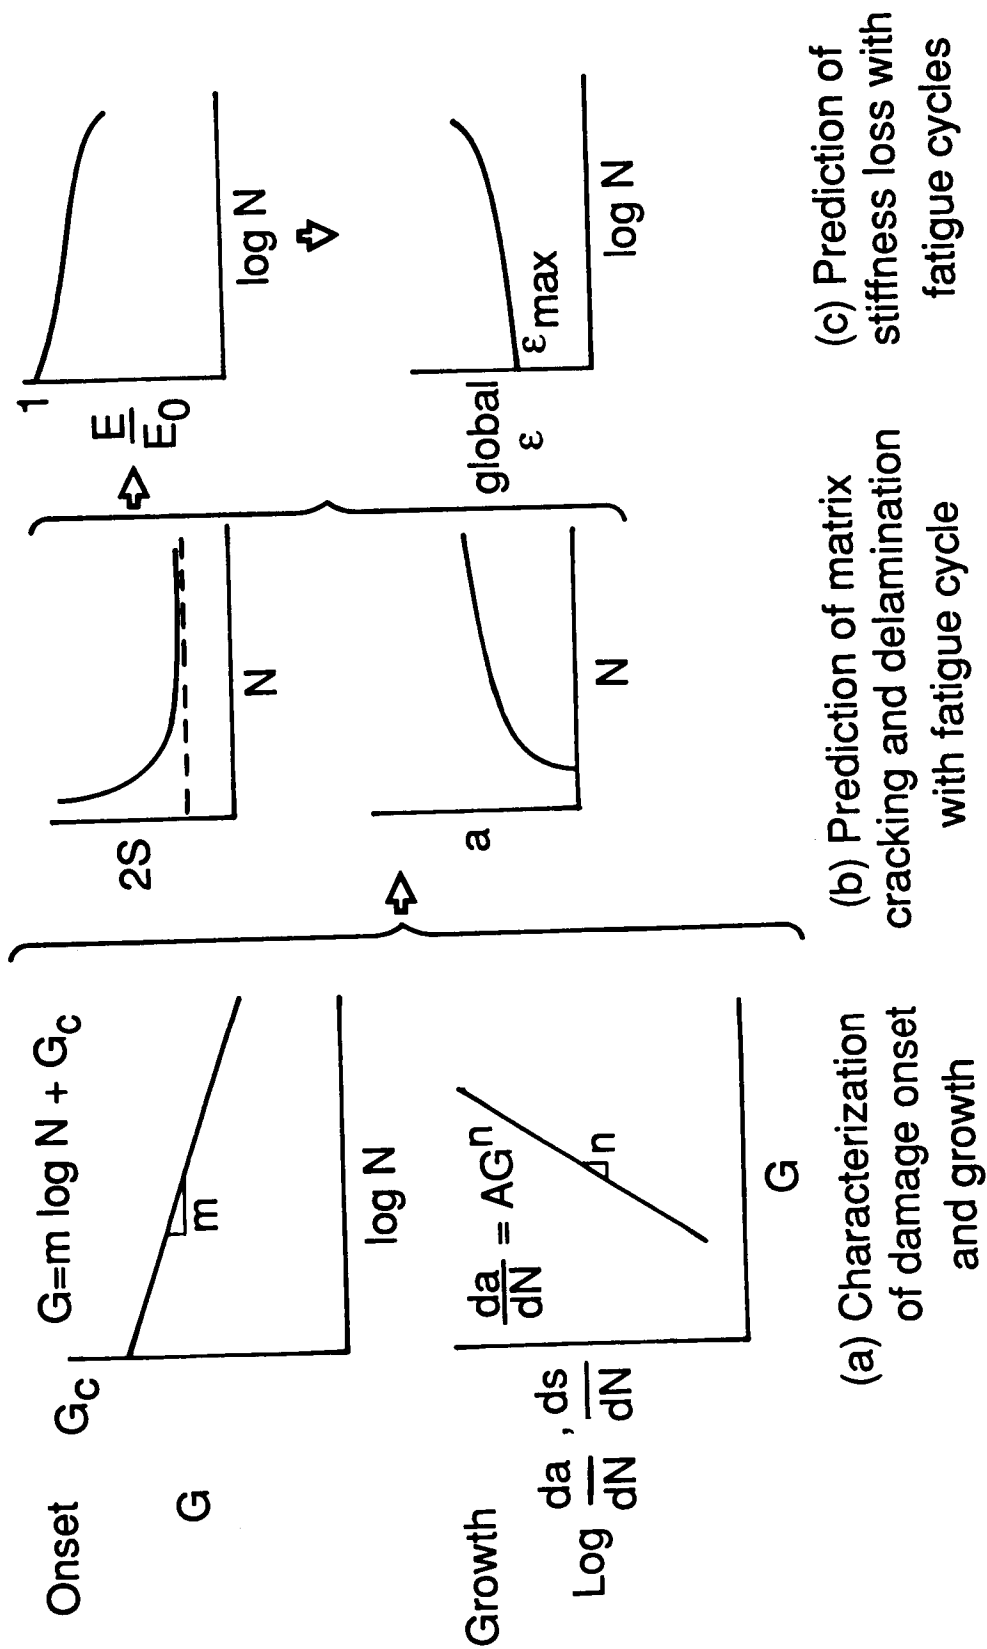 Onset
G_C
G
G=m log N + G_C
m
log N
Growth
Log da/dN , ds/dN
da/dN = AG^n
n
G
(a) Characterization
of damage onset
and growth
2S
N
a
N
(b) Prediction of matrix
cracking and delamination
with fatigue cycle
1
E/E_0
log N
global
ε
ε_max
log N
(c) Prediction of
stiffness loss with
fatigue cycles